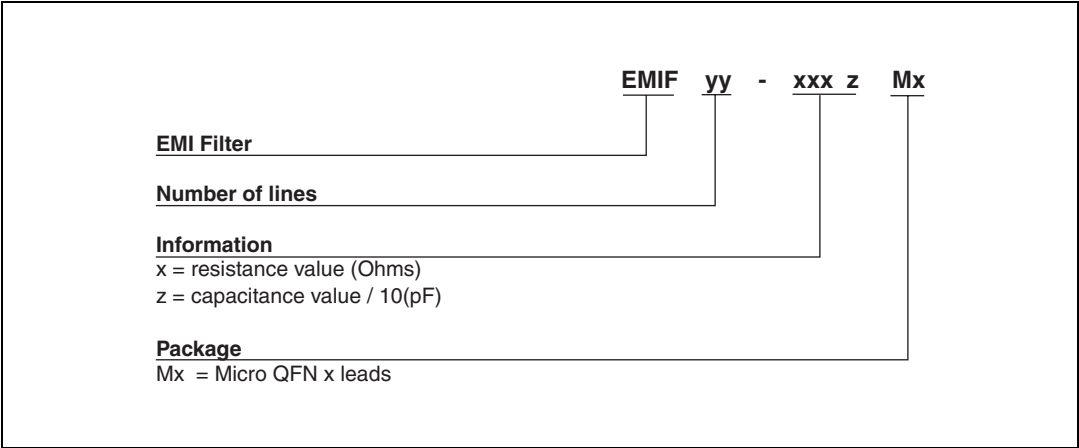 EMIF yy - xxx z Mx
EMI Filter
Number of lines
Information
x = resistance value (Ohms)
z = capacitance value / 10(pF)
Package
Mx = Micro QFN x leads